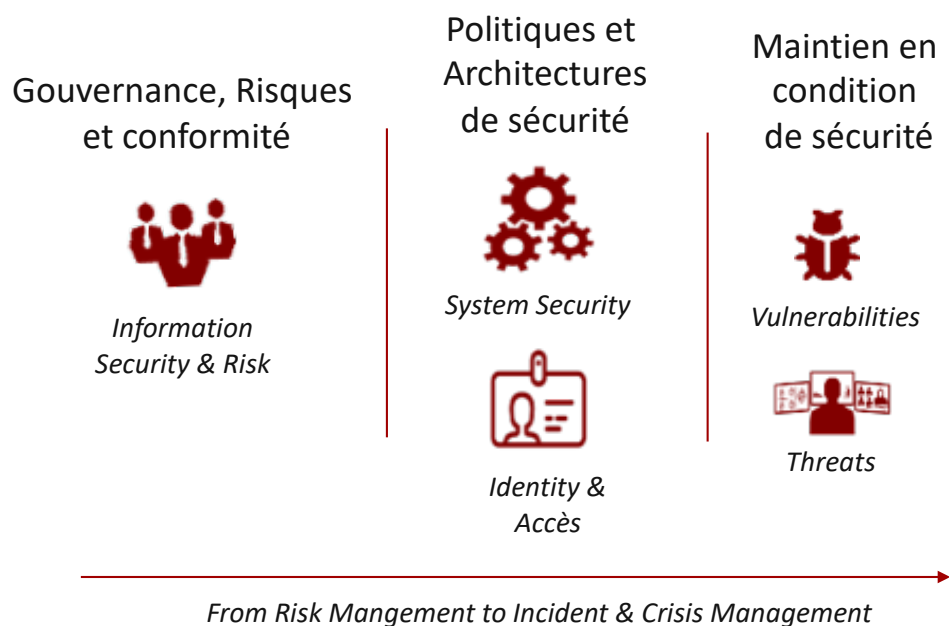 Gouvernance, Risques
et conformité
Information
Security & Risk
Politiques et
Architectures
de sécurité
System Security
Identity &
Accès
Maintien en
condition
de sécurité
Vulnerabilities
Threats
From Risk Mangement to Incident & Crisis Management